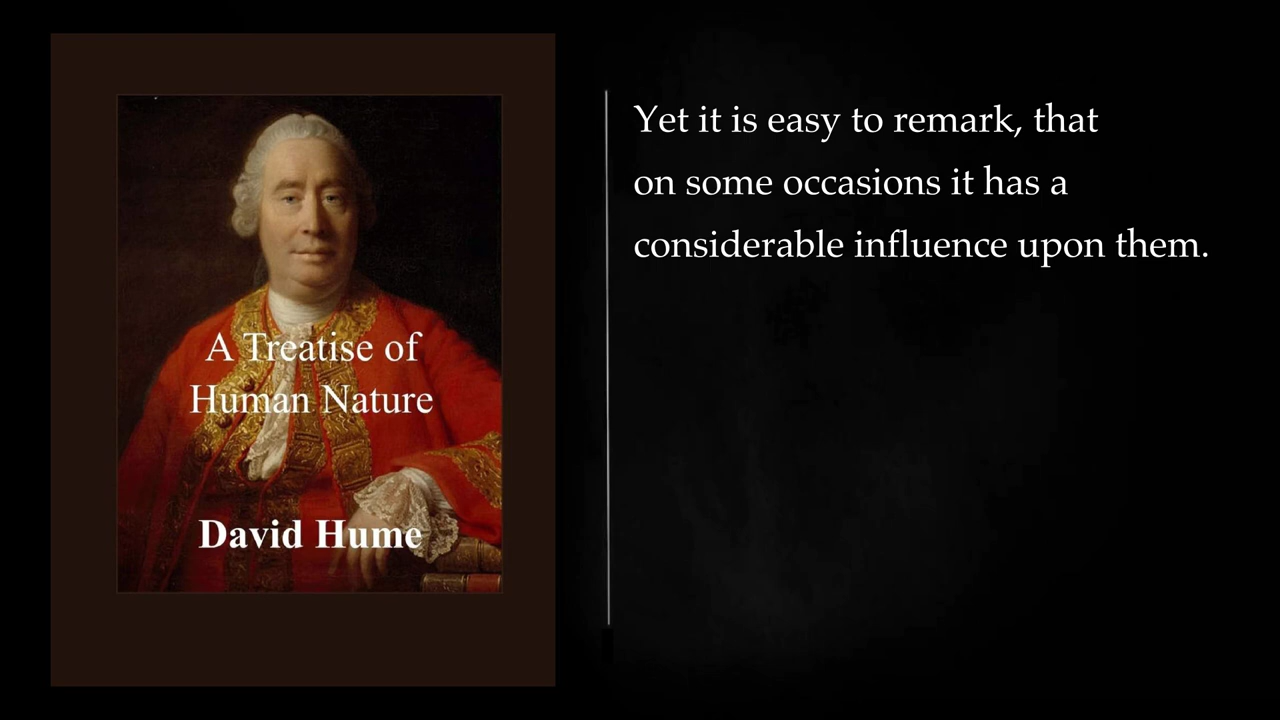 A Treatise of
Human Nature
David Hume
Yet it is easy to remark, that
on some occasions it has a
considerable influence upon them.